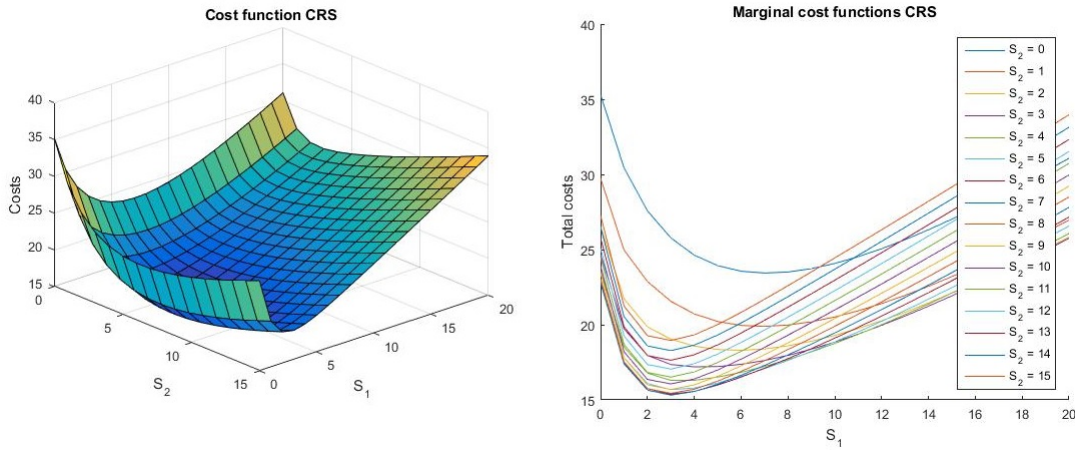 Cost function CRS
40
35
30
25
20
15
Costs
0
5
10
15
S₂
0
5
10
15
20
S₁
Marginal cost functions CRS
40
35
30
25
20
15
Total costs
0 2 4 6 8 10 12 14 16 18 20
S₁
S₂ = 0
S₂ = 1
S₂ = 2
S₂ = 3
S₂ = 4
S₂ = 5
S₂ = 6
S₂ = 7
S₂ = 8
S₂ = 9
S₂ = 10
S₂ = 11
S₂ = 12
S₂ = 13
S₂ = 14
S₂ = 15